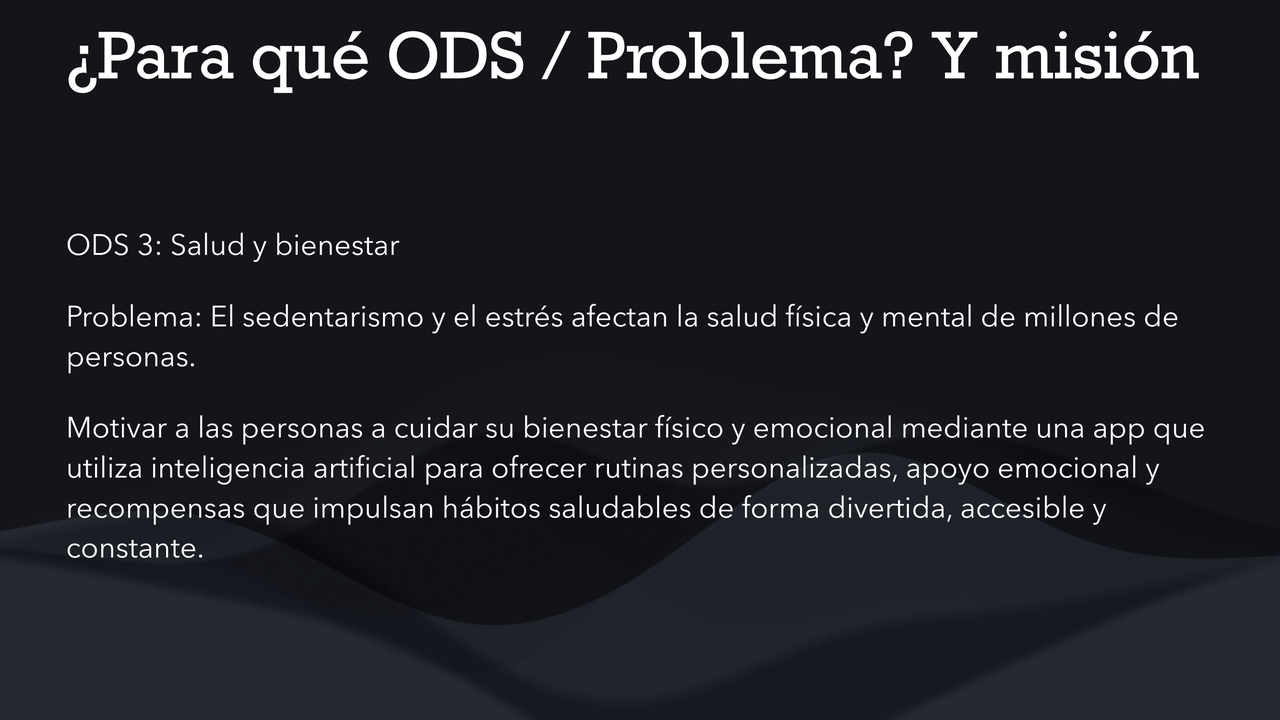 ¿Para qué ODS / Problema? Y misión
ODS 3: Salud y bienestar
Problema: El sedentarismo y el estrés afectan la salud física y mental de millones de
personas.
Motivar a las personas a cuidar su bienestar físico y emocional mediante una app que
utiliza inteligencia artificial para ofrecer rutinas personalizadas, apoyo emocional y
recompensas que impulsan hábitos saludables de forma divertida, accesible y
constante.